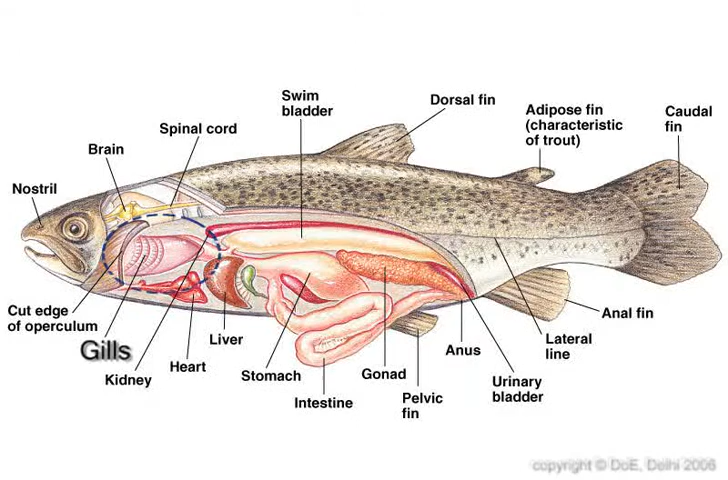 Swim
bladder
Dorsal fin
Adipose fin
(characteristic
of trout)
Caudal
fin
Spinal cord
Brain
Nostril
Cut edge
of operculum
Gills
Kidney
Heart
Liver
Stomach
Intestine
Gonad
Pelvic
fin
Anus
Urinary
bladder
Lateral
line
Anal fin
copyright © DoE, Delhi 2006